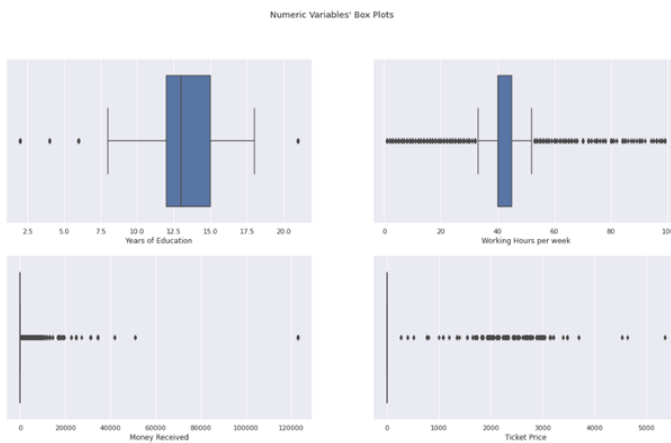 Numeric Variables' Box Plots
2.5 5.0 7.5 10.0 12.5 15.0 17.5 20.0
Years of Education
0 20 40 60 80 100
Working Hours per week
0 20000 40000 60000 80000 100000 120000
Money Received
0 1000 2000 3000 4000 5000
Ticket Price